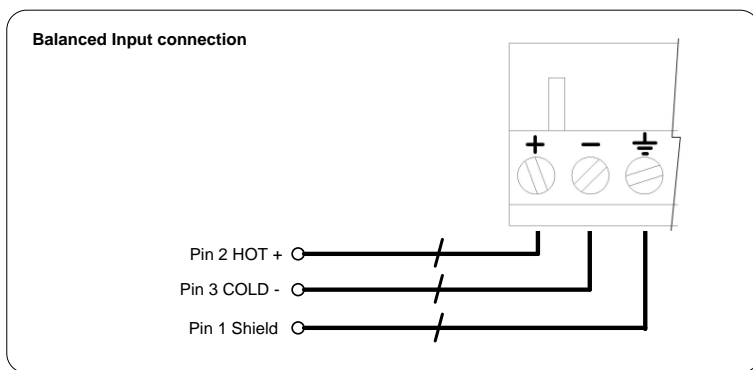 Balanced Input connection
+ −
Pin 2 HOT +
Pin 3 COLD -
Pin 1 Shield